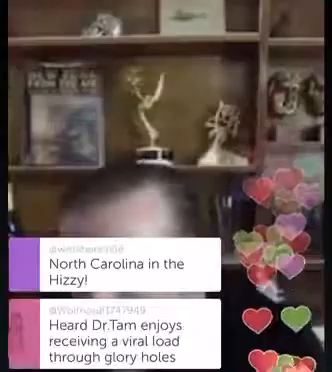 North Carolina in the
Hizzy!
Heard Dr.Tam enjoys
receiving a viral load
through glory holes